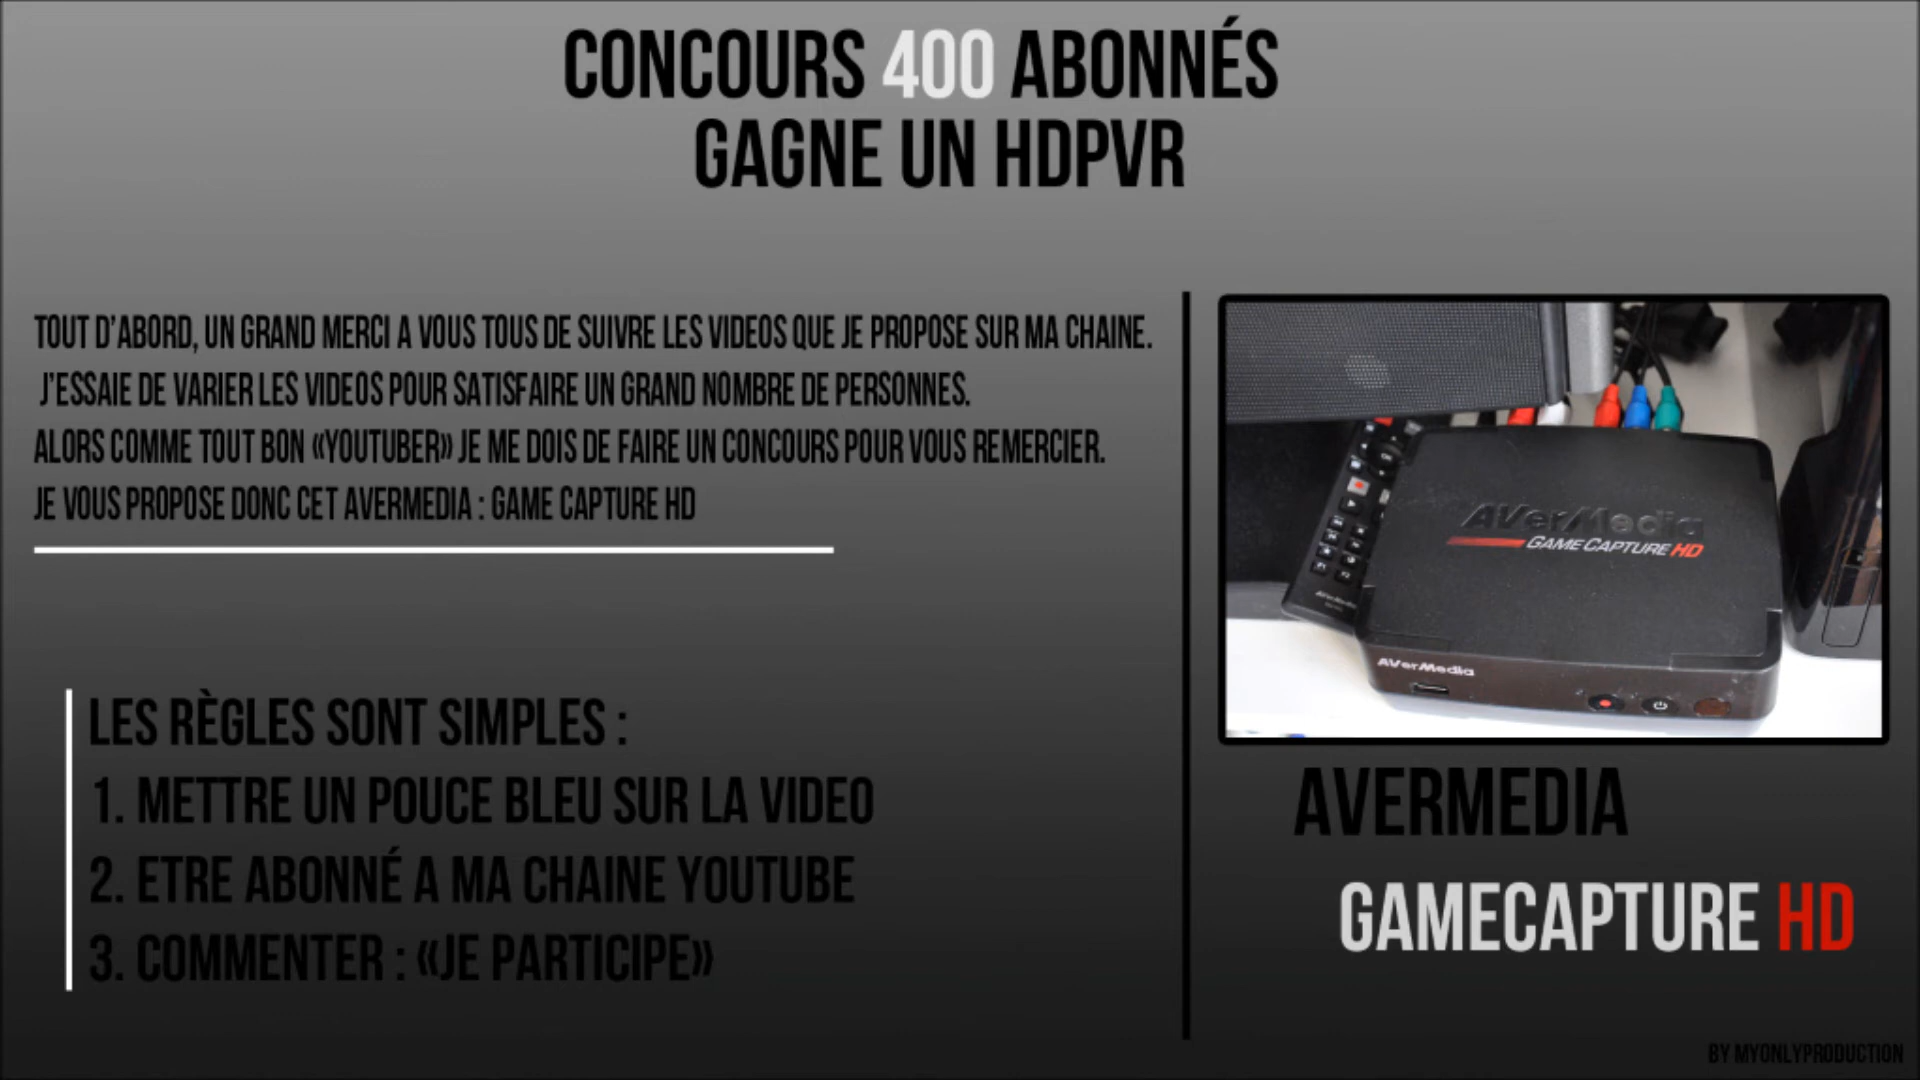 CONCOURS 400 ABONNÉS
GAGNE UN HDPVR
TOUT D'ABORD, UN GRAND MERCI A VOUS TOUS DE SUIVRE LES VIDEOS QUE JE PROPOSE SUR MA CHAINE.
J'ESSAIE DE VARIER LES VIDEOS POUR SATISFAIRE UN GRAND NOMBRE DE PERSONNES.
ALORS COMME TOUT BON «YOUTUBER» JE ME DOIS DE FAIRE UN CONCOURS POUR VOUS REMERCIER.
JE VOUS PROPOSE DONC CET AVERMEDIA : GAME CAPTURE HD
LES RÈGLES SONT SIMPLES :
1. METTRE UN POUCE BLEU SUR LA VIDEO
2. ETRE ABONNÉ A MA CHAINE YOUTUBE
3. COMMENTER : «JE PARTICIPE»
AVerMedia
GAME CAPTURE HD
AVerMedia
AVerMedia
AVERMEDIA
GAMECAPTURE HD
BY MYONLYPRODUCTION